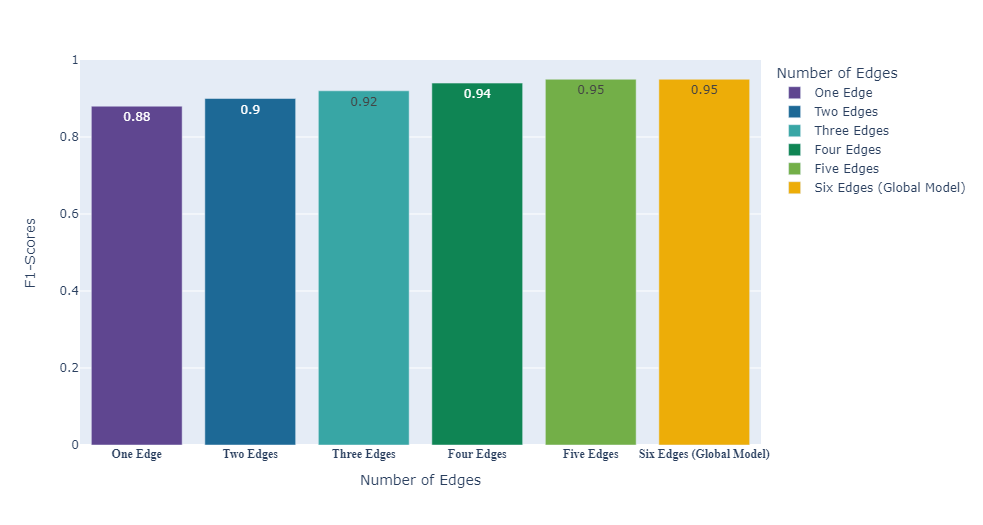 1
0.8
0.6
0.4
0.2
0
F1-Scores
0.88
0.9
0.92
0.94
0.95
0.95
One Edge
Two Edges
Three Edges
Four Edges
Five Edges
Six Edges (Global Model)
Number of Edges
Number of Edges
One Edge
Two Edges
Three Edges
Four Edges
Five Edges
Six Edges (Global Model)